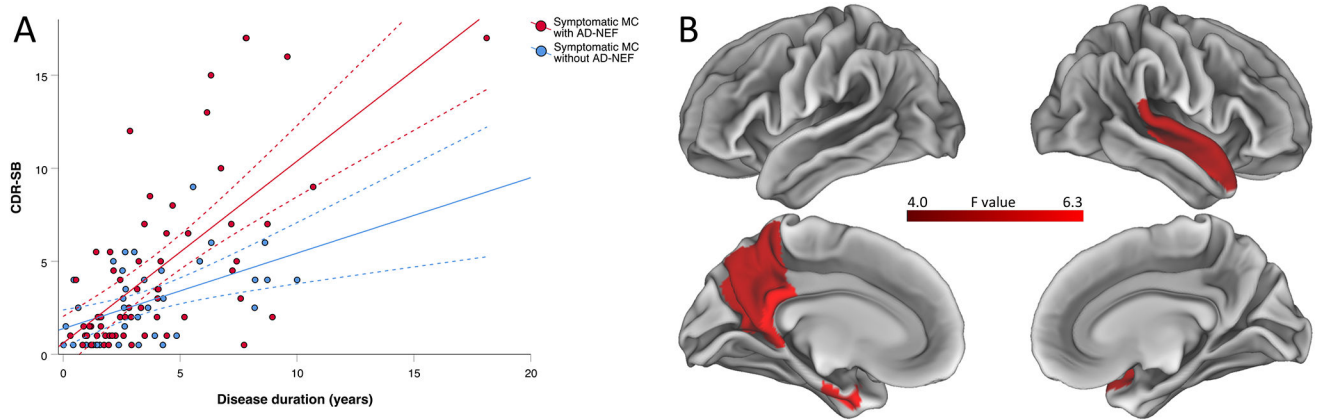 A
Symptomatic MC
with AD-NEF
Symptomatic MC
without AD-NEF
CDR-SB
15
10
5
0
0
5
10
15
20
Disease duration (years)
B
4.0 F value 6.3